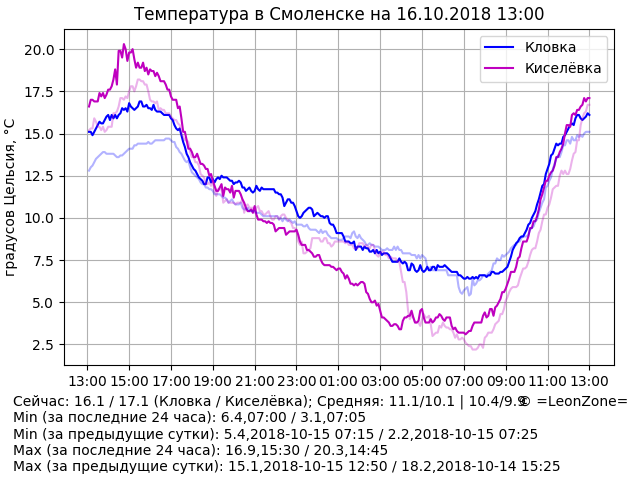 Температура в Смоленске на 16.10.2018 13:00
Кловка
Киселёвка
градусов Цельсия, °C
20.0
17.5
15.0
12.5
10.0
7.5
5.0
2.5
13:00 15:00 17:00 19:00 21:00 23:00 01:00 03:00 05:00 07:00 09:00 11:00 13:00
Сейчас: 16.1 / 17.1 (Кловка / Киселёвка); Средняя: 11.1/10.1 | 10.4/9.9 © =LeonZone=
Min (за последние 24 часа): 6.4,07:00 / 3.1,07:05
Min (за предыдущие сутки): 5.4,2018-10-15 07:15 / 2.2,2018-10-15 07:25
Max (за последние 24 часа): 16.9,15:30 / 20.3,14:45
Max (за предыдущие сутки): 15.1,2018-10-15 12:50 / 18.2,2018-10-14 15:25